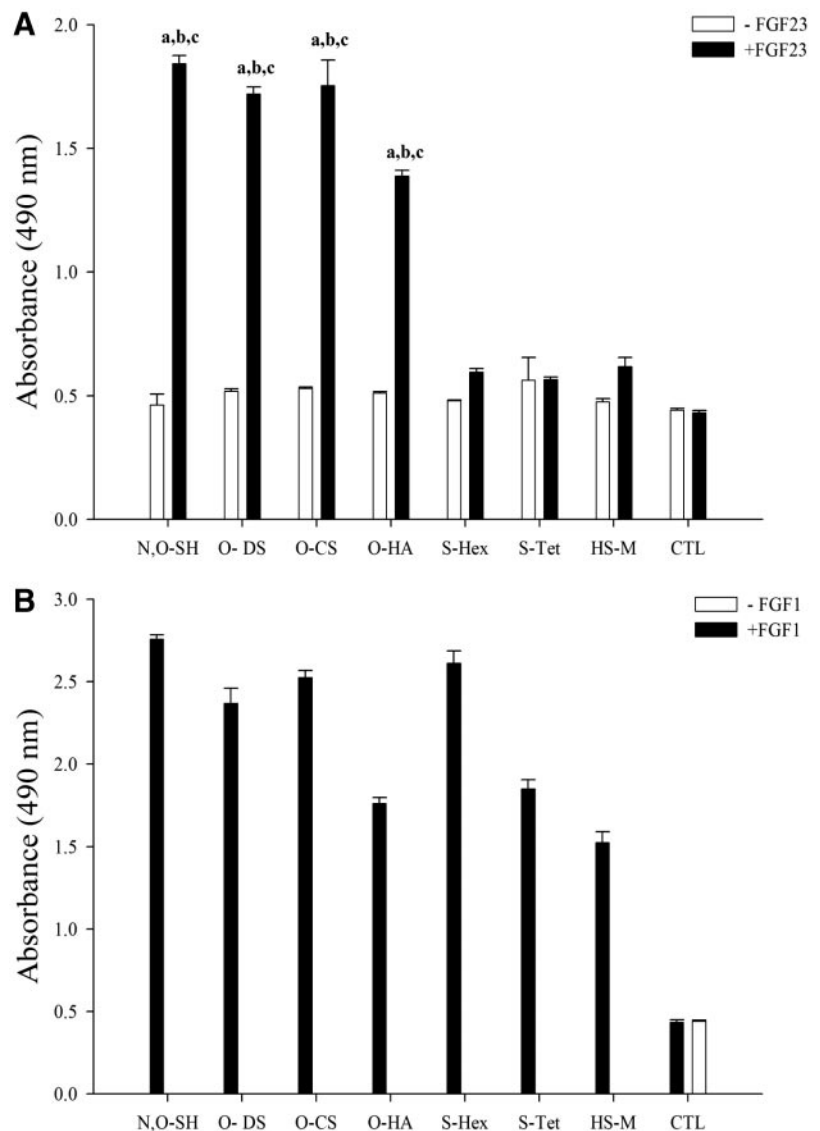 A
- FGF23
+FGF23
2.0
1.5
1.0
0.5
0.0
Absorbance (490 nm)
a,b,c
a,b,c
a,b,c
a,b,c
N,O-SH O- DS O-CS O-HA S-Hex S-Tet HS-M CTL
B
- FGF1
+FGF1
3.0
2.5
2.0
1.5
1.0
0.5
0.0
Absorbance (490 nm)
N,O-SH O- DS O-CS O-HA S-Hex S-Tet HS-M CTL